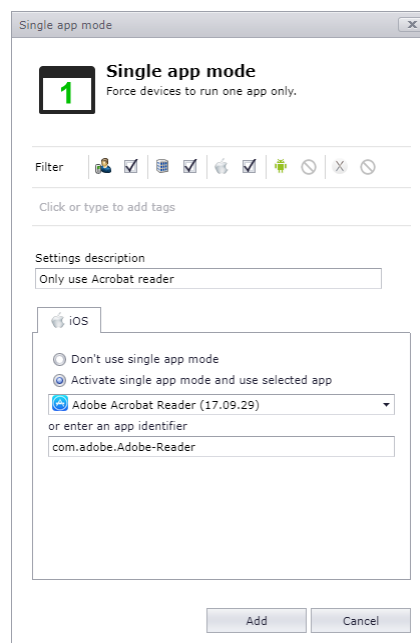 Single app mode
1
Single app mode
Force devices to run one app only.
Filter
Click or type to add tags
Settings description
Only use Acrobat reader
iOS
Don't use single app mode
Activate single app mode and use selected app
Adobe Acrobat Reader (17.09.29)
or enter an app identifier
com.adobe.Adobe-Reader
Add Cancel